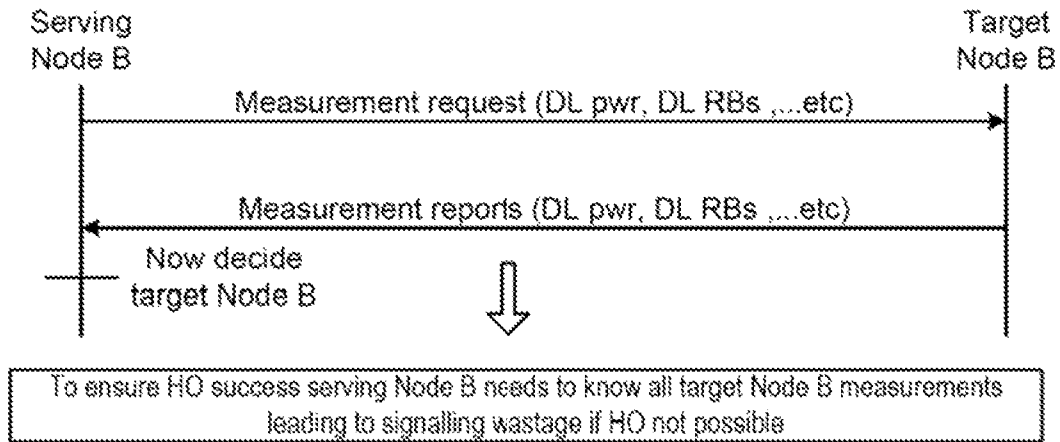 Serving
Node B
Target
Node B
Measurement request (DL pwr, DL RBs ,...etc)
Measurement reports (DL pwr, DL RBs ,...etc)
Now decide
target Node B
To ensure HO success serving Node B needs to know all target Node B measurements
leading to signalling wastage if HO not possible